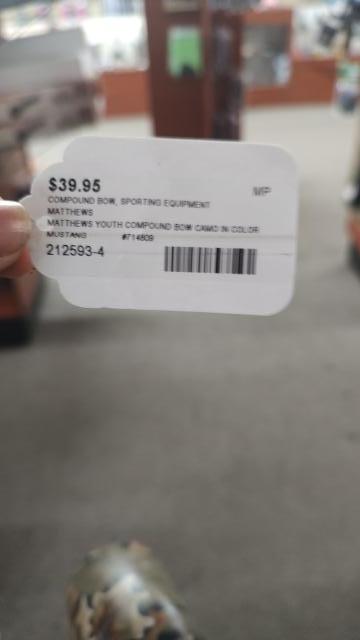 $39.95
MP
COMPOUND BOW, SPORTING EQUIPMENT
MATTHEWS
MATTHEWS YOUTH COMPOUND BOW CAMO IN COLOR
MUSTANG #714809
212593-4